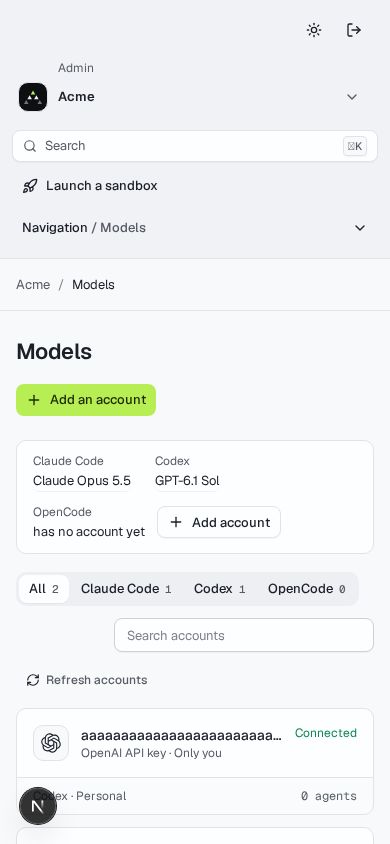 Admin
Acme
Search
K
Launch a sandbox
Navigation / Models
Acme / Models
Models
Add an account
Claude Code Codex
Claude Opus 5.5 GPT-6.1 Sol
OpenCode
has no account yet Add account
All 2 Claude Code 1 Codex 1 OpenCode 0
Search accounts
Refresh accounts
aaaaaaaaaaaaaaaaaaaaaaaaa... Connected
OpenAI API key · Only you
Codex · Personal 0 agents
N